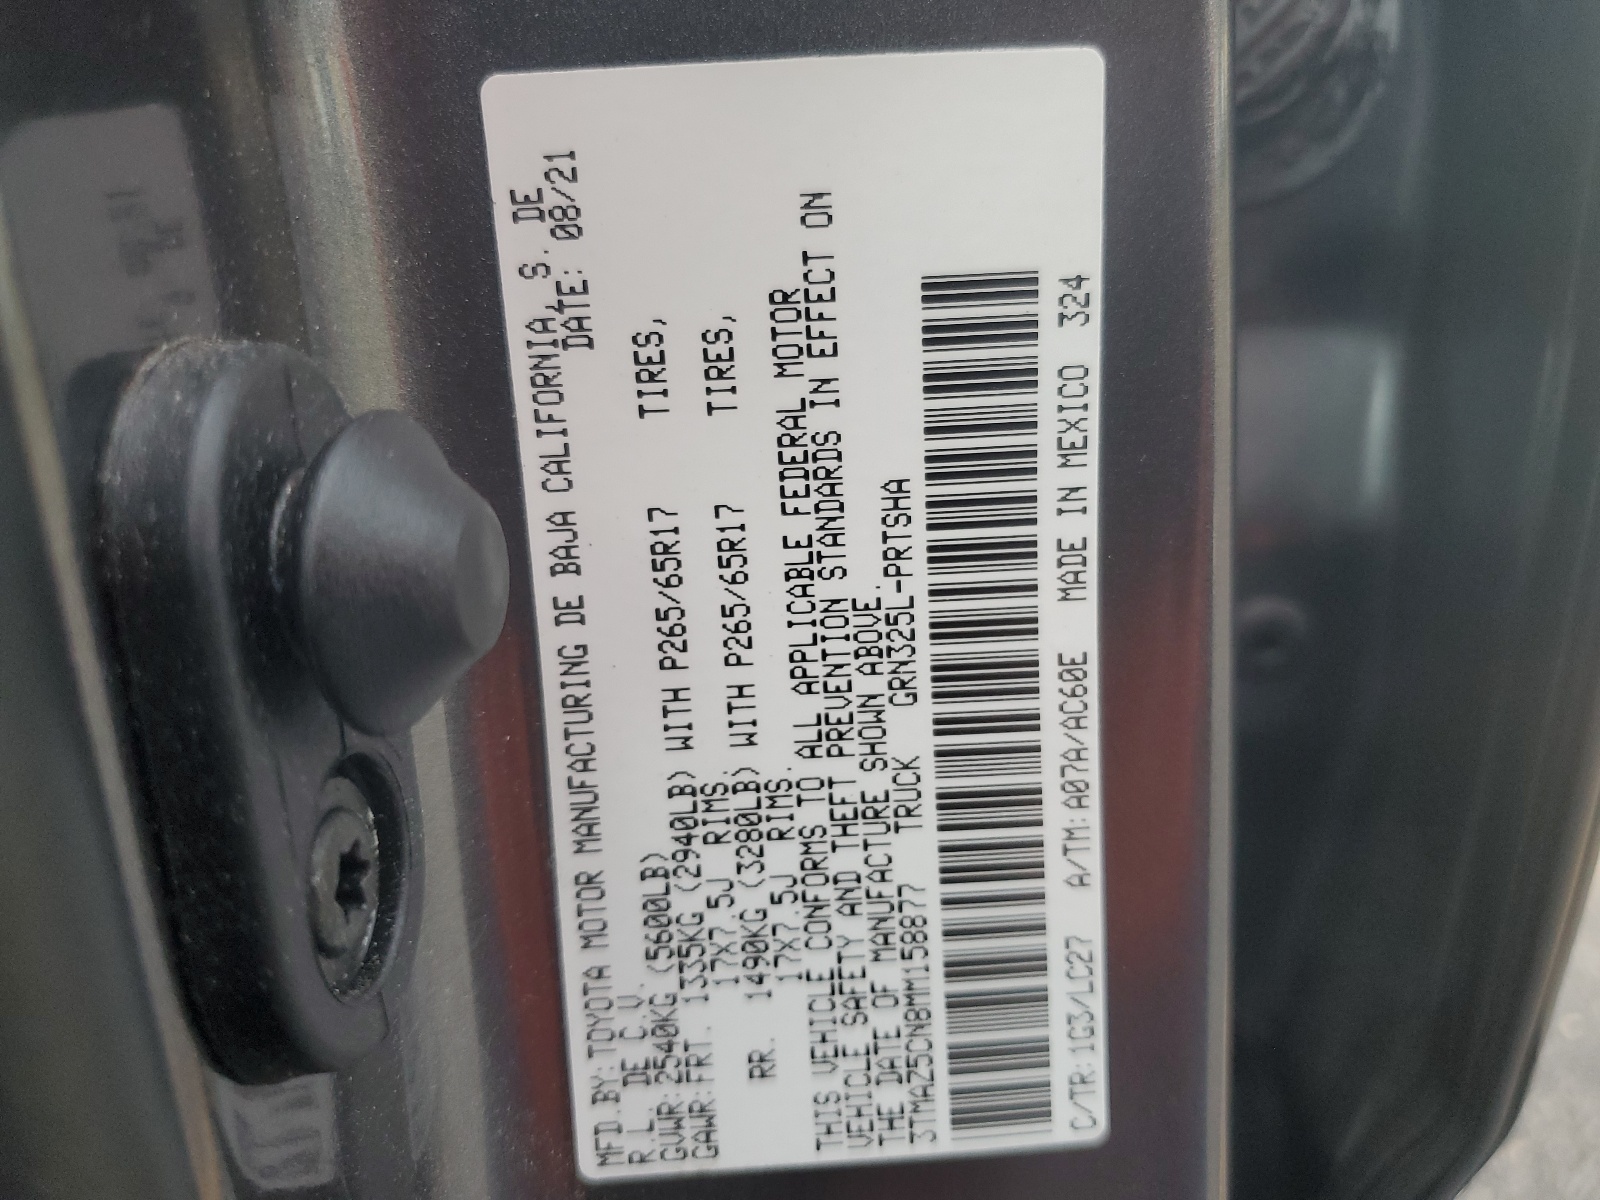 MFD.BY:TOYOTA MOTOR MANUFACTURING DE BAJA CALIFORNIA, S. DE
R.L. DE C.V. DATE: 08/21
GVWR:2540KG (5600LB)
GAWR:FRT. 1335KG (2940LB) WITH P265/65R17 TIRES,
17X7.5J RIMS.
RR. 1490KG (3280LB) WITH P265/65R17 TIRES,
17X7.5J RIMS.
THIS VEHICLE CONFORMS TO ALL APPLICABLE FEDERAL MOTOR
VEHICLE SAFETY AND THEFT PREVENTION STANDARDS IN EFFECT ON
THE DATE OF MANUFACTURE SHOWN ABOVE.
3TMAZ5CN8MM158877 TRUCK GRN325L-PRTSHA
C/TR:1G3/LC27 A/TM:A07A/AC60E MADE IN MEXICO 324